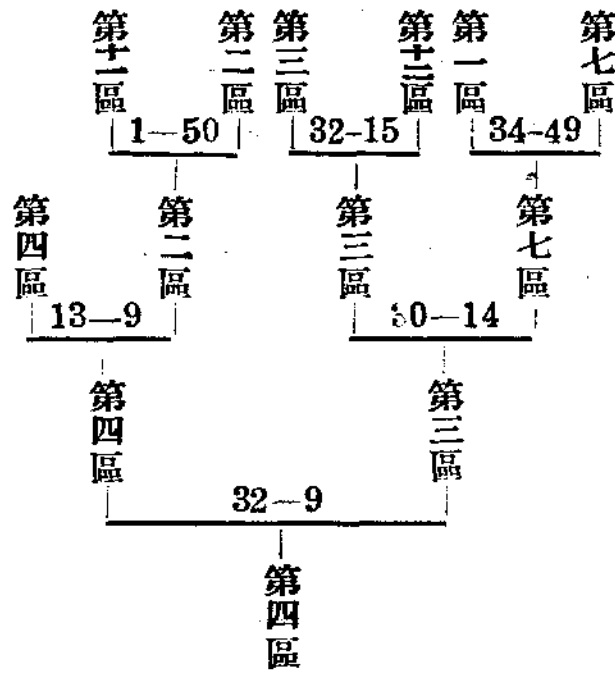 第十一區
第二區
第三區
第十二區
第一區
第七區
1—50
32-15
34-49
第四區
第二區
第三區
第七區
13—9
0—14
第四區
第三區
32—9
第四區